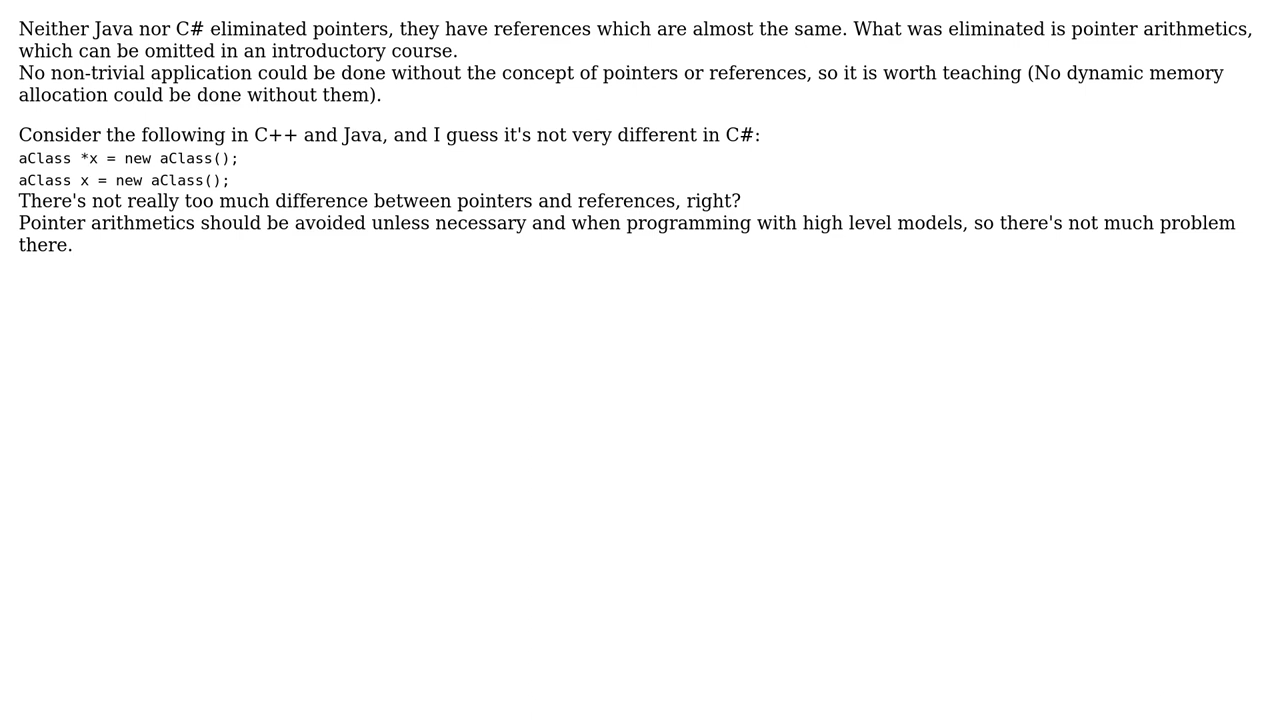 Neither Java nor C# eliminated pointers, they have references which are almost the same. What was eliminated is pointer arithmetics,
which can be omitted in an introductory course.
No non-trivial application could be done without the concept of pointers or references, so it is worth teaching (No dynamic memory
allocation could be done without them).
Consider the following in C++ and Java, and I guess it's not very different in C#:
aClass *x = new aClass();
aClass x = new aClass();
There's not really too much difference between pointers and references, right?
Pointer arithmetics should be avoided unless necessary and when programming with high level models, so there's not much problem
there.